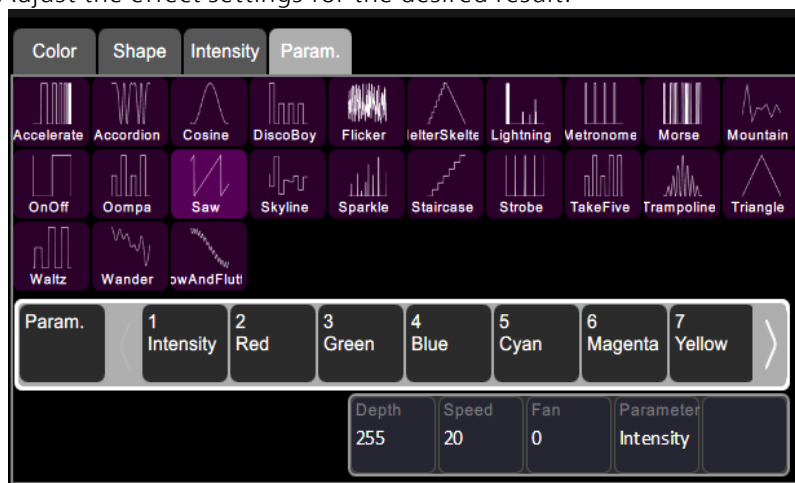 Adjust the effect settings for the desired result.
Color Shape Intensity Param.
Accelerate Accordion Cosine DiscoBoy Flicker lelterSkelte Lightning Metronome Morse Mountain
OnOff Oompa Saw Skyline Sparkle Staircase Strobe TakeFive Trampoline Triangle
Waltz Wander owAndFlutt
Param. 1 2 3 4 5 6 7
Intensity Red Green Blue Cyan Magenta Yellow
Depth Speed Fan Parameter
255 20 0 Intensity